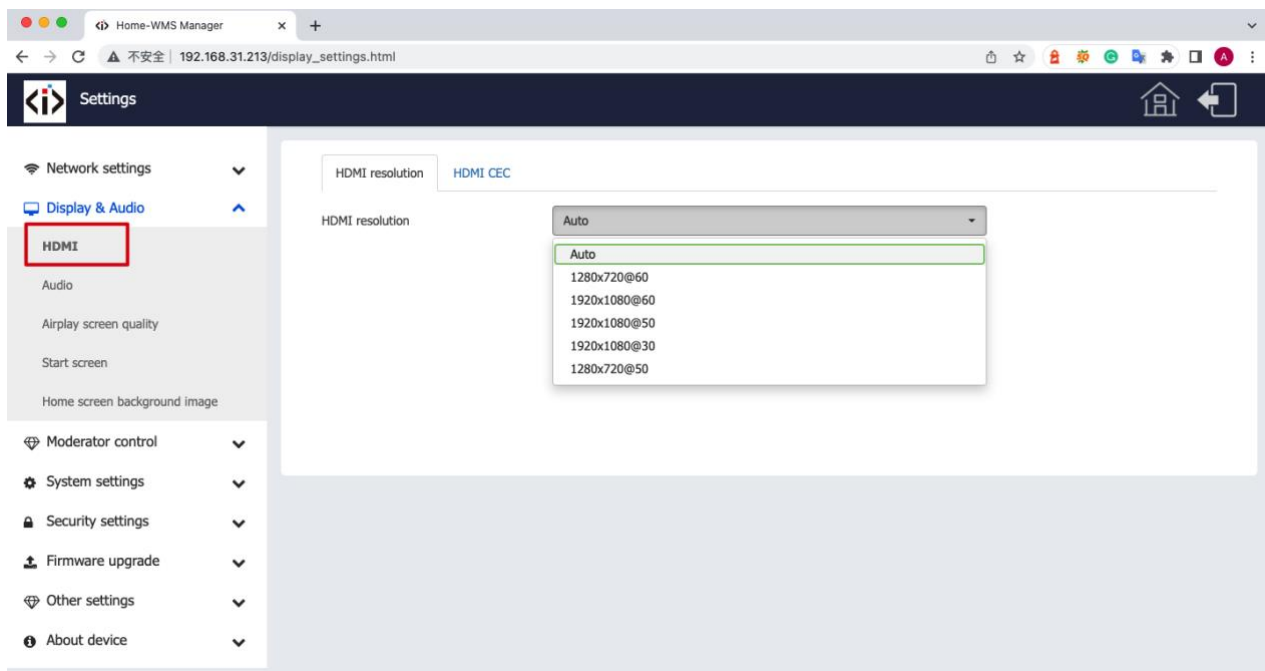 Home-WMS Manager
不安全 192.168.31.213/display_settings.html
A
<i> Settings
Network settings
Display & Audio
HDMI
Audio
Airplay screen quality
Start screen
Home screen background image
Moderator control
System settings
Security settings
Firmware upgrade
Other settings
About device
HDMI resolution HDMI CEC
HDMI resolution Auto
Auto
1280x720@60
1920x1080@60
1920x1080@50
1920x1080@30
1280x720@50